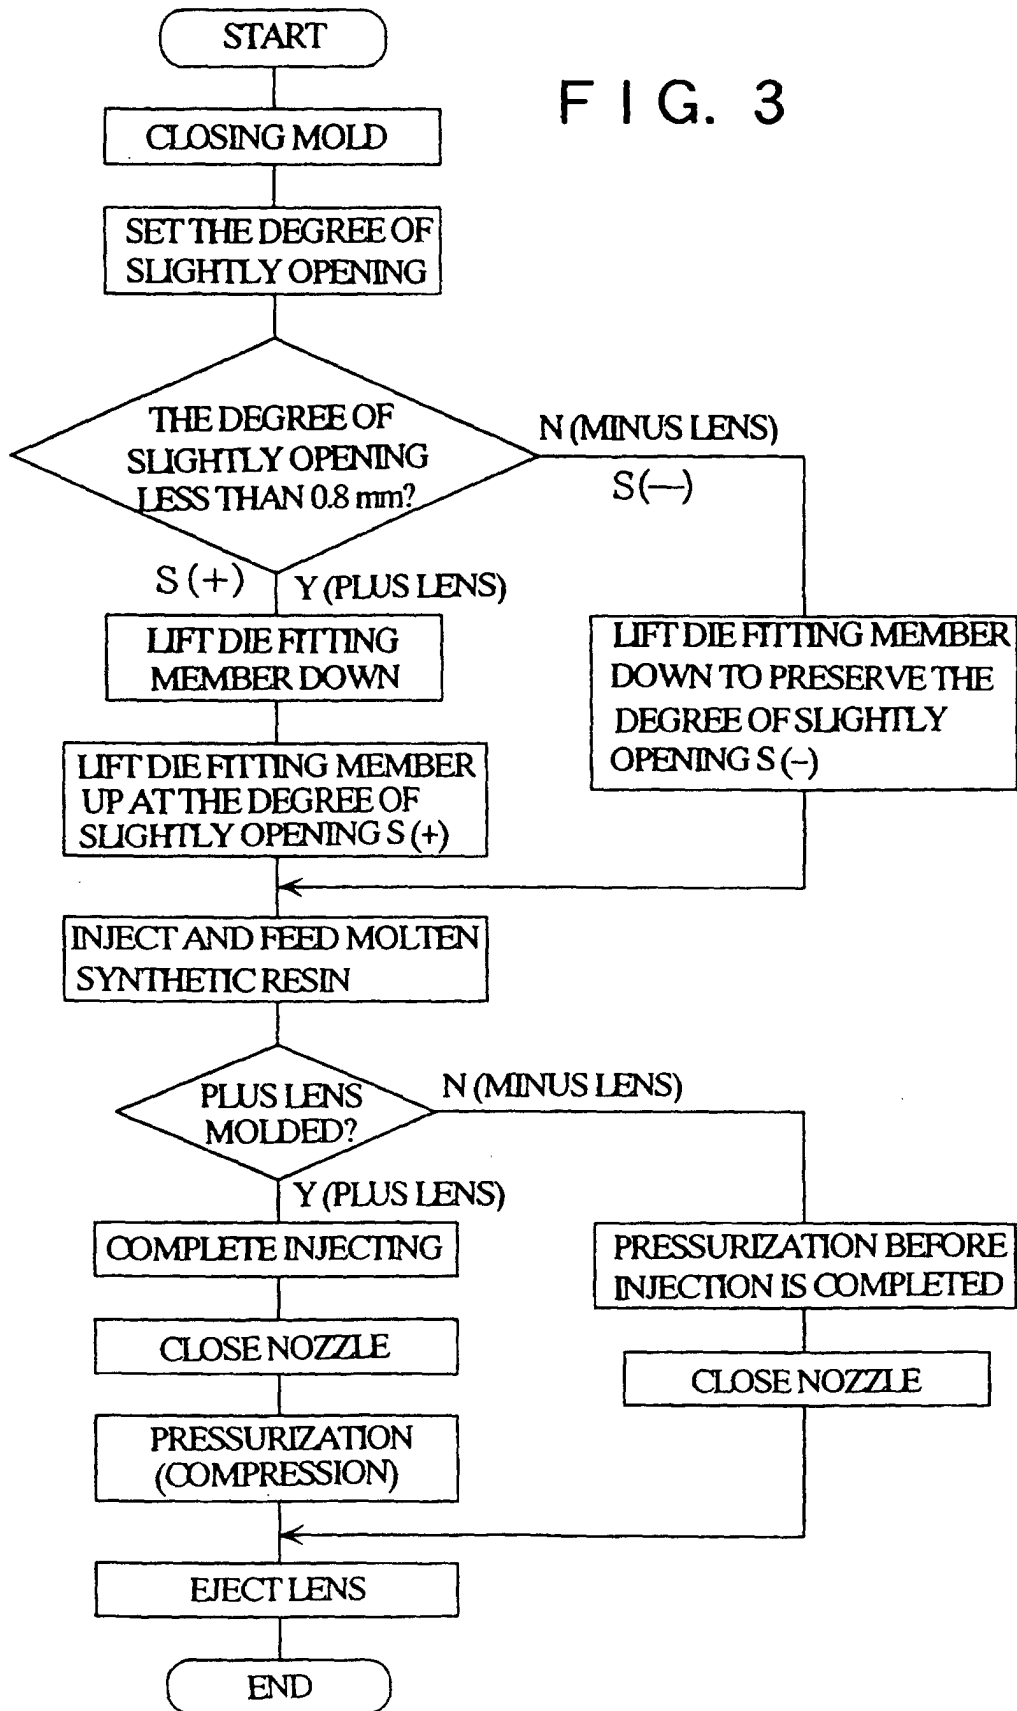 START
F I G. 3
CLOSING MOLD
SET THE DEGREE OF
SLIGHTLY OPENING
THE DEGREE OF
SLIGHTLY OPENING
LESS THAN 0.8 mm?
N (MINUS LENS)
S(—)
S(+)
Y (PLUS LENS)
LIFT DIE FITTING
MEMBER DOWN
LIFT DIE FITTING MEMBER
DOWN TO PRESERVE THE
DEGREE OF SLIGHTLY
OPENING S (−)
LIFT DIE FITTING MEMBER
UP AT THE DEGREE OF
SLIGHTLY OPENING S (+)
INJECT AND FEED MOLTEN
SYNTHETIC RESIN
PLUS LENS
MOLDED?
N (MINUS LENS)
Y (PLUS LENS)
COMPLETE INJECTING
PRESSURIZATION BEFORE
INJECTION IS COMPLETED
CLOSE NOZZLE
CLOSE NOZZLE
PRESSURIZATION
(COMPRESSION)
EJECT LENS
END